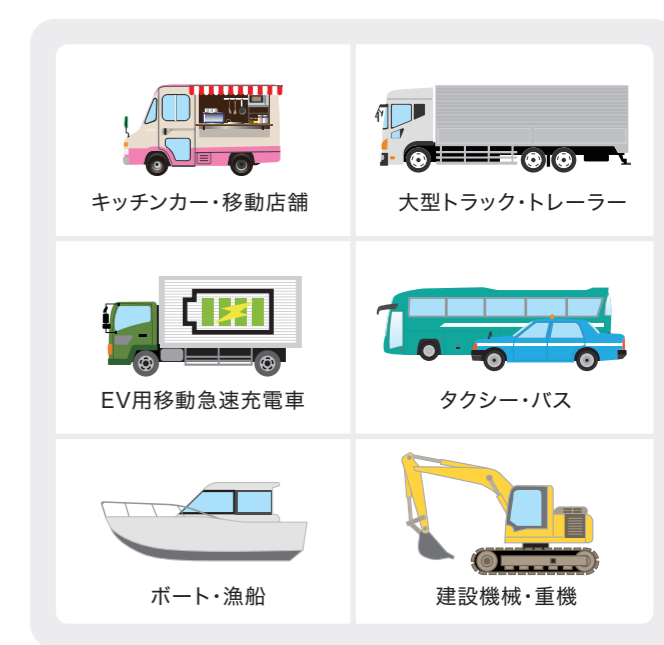 キッチンカー・移動店舗
大型トラック・トレーラー
EV用移動急速充電車
タクシー・バス
ボート・漁船
建設機械・重機